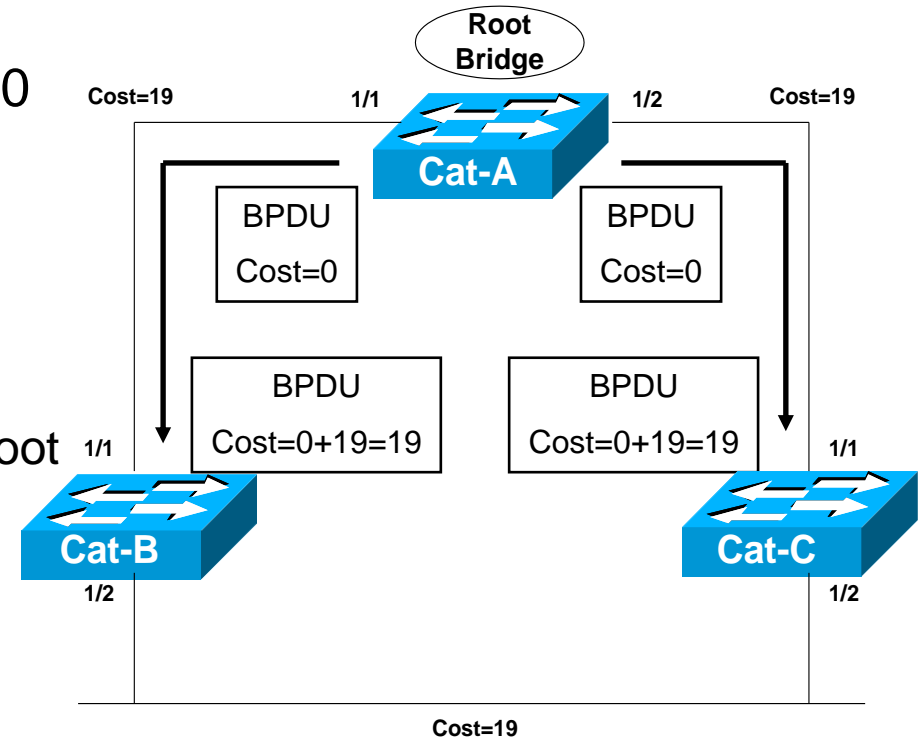 Root
Bridge
0
Cost=19
1/1
1/2
Cost=19
Cat-A
BPDU
Cost=0
BPDU
Cost=0
BPDU
Cost=0+19=19
BPDU
Cost=0+19=19
oot
1/1
1/1
Cat-B
Cat-C
1/2
1/2
Cost=19